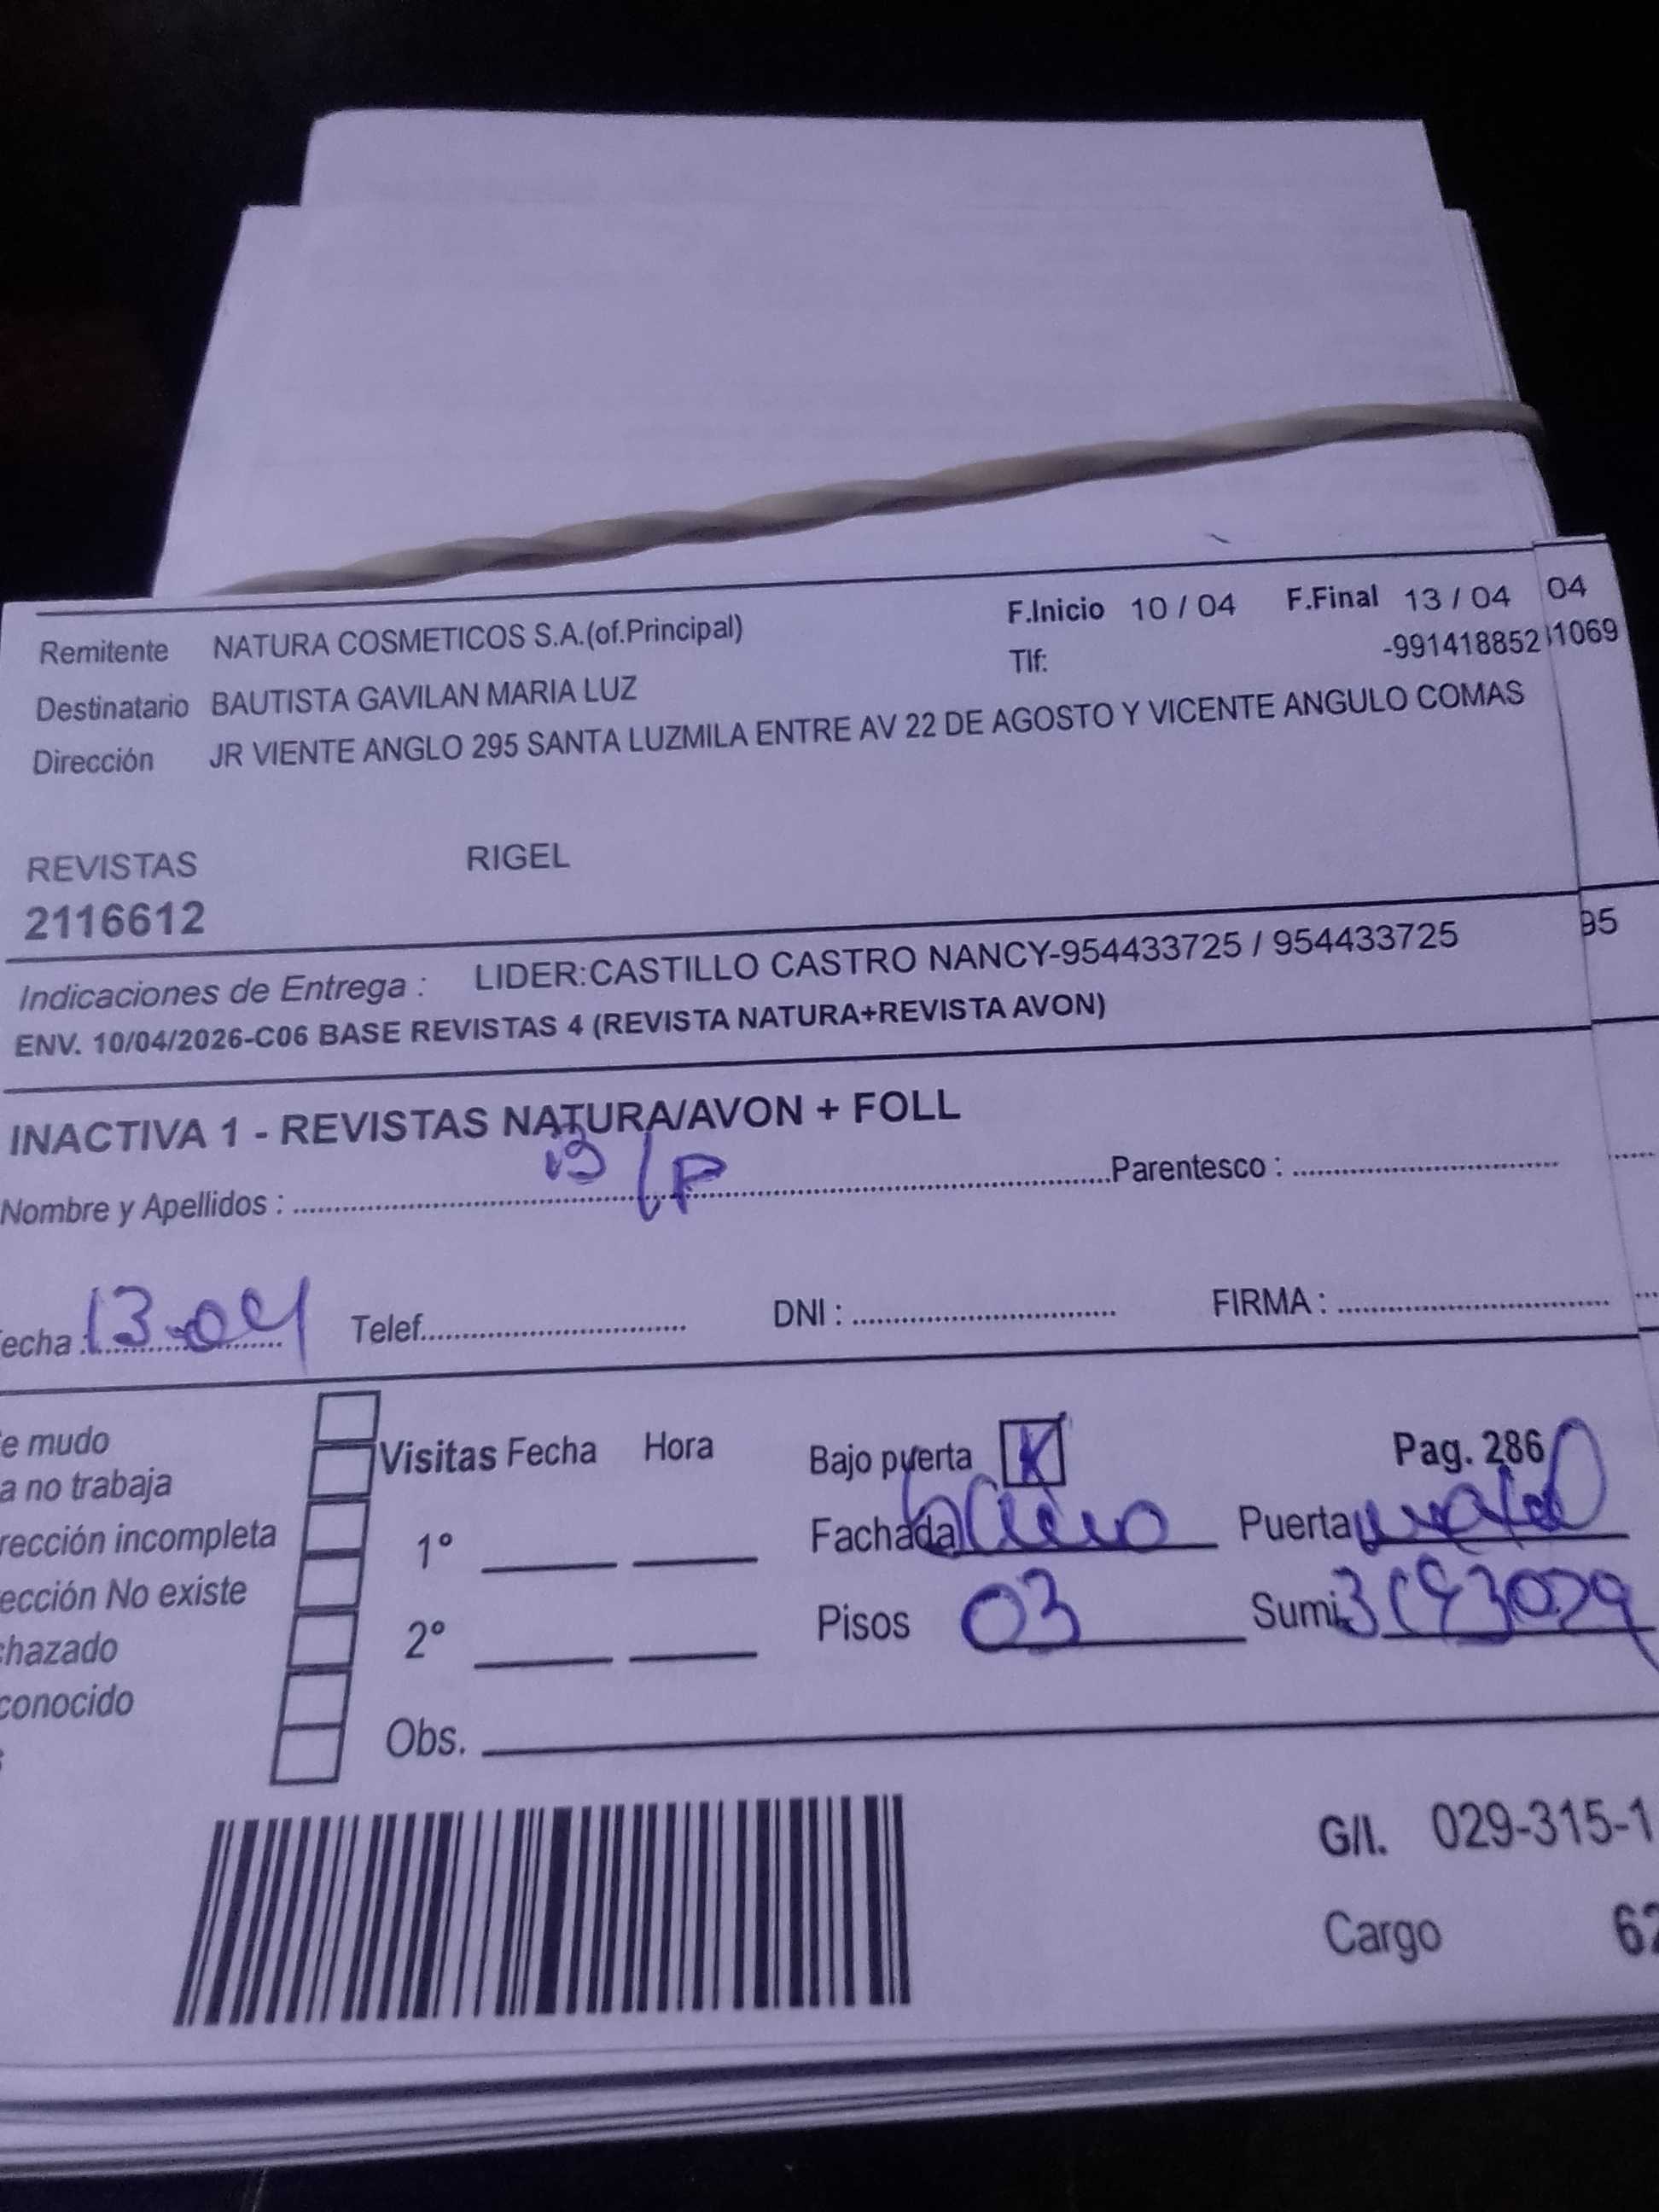 Remitente NATURA COSMETICOS S.A.(of.Principal) F.Inicio 10 / 04 F.Final 13 / 04 04
Tlf: -991418852 1069
Destinatario BAUTISTA GAVILAN MARIA LUZ
Dirección JR VIENTE ANGLO 295 SANTA LUZMILA ENTRE AV 22 DE AGOSTO Y VICENTE ANGULO COMAS
REVISTAS RIGEL
2116612
95
Indicaciones de Entrega : LIDER:CASTILLO CASTRO NANCY-954433725 / 954433725
ENV. 10/04/2026-C06 BASE REVISTAS 4 (REVISTA NATURA+REVISTA AVON)
INACTIVA 1 - REVISTAS NATURA/AVON + FOLL
Nombre y Apellidos : B/P Parentesco :
echa : 13-04 Telef. DNI : FIRMA :
e mudo
a no trabaja
rección incompleta
ección No existe
hazado
conocido
Visitas Fecha Hora
1°
2°
Obs.
Bajo puerta Pag. 286
Fachada Puerta
Pisos 03 Sumi
G/I. 029-315-1
Cargo 62